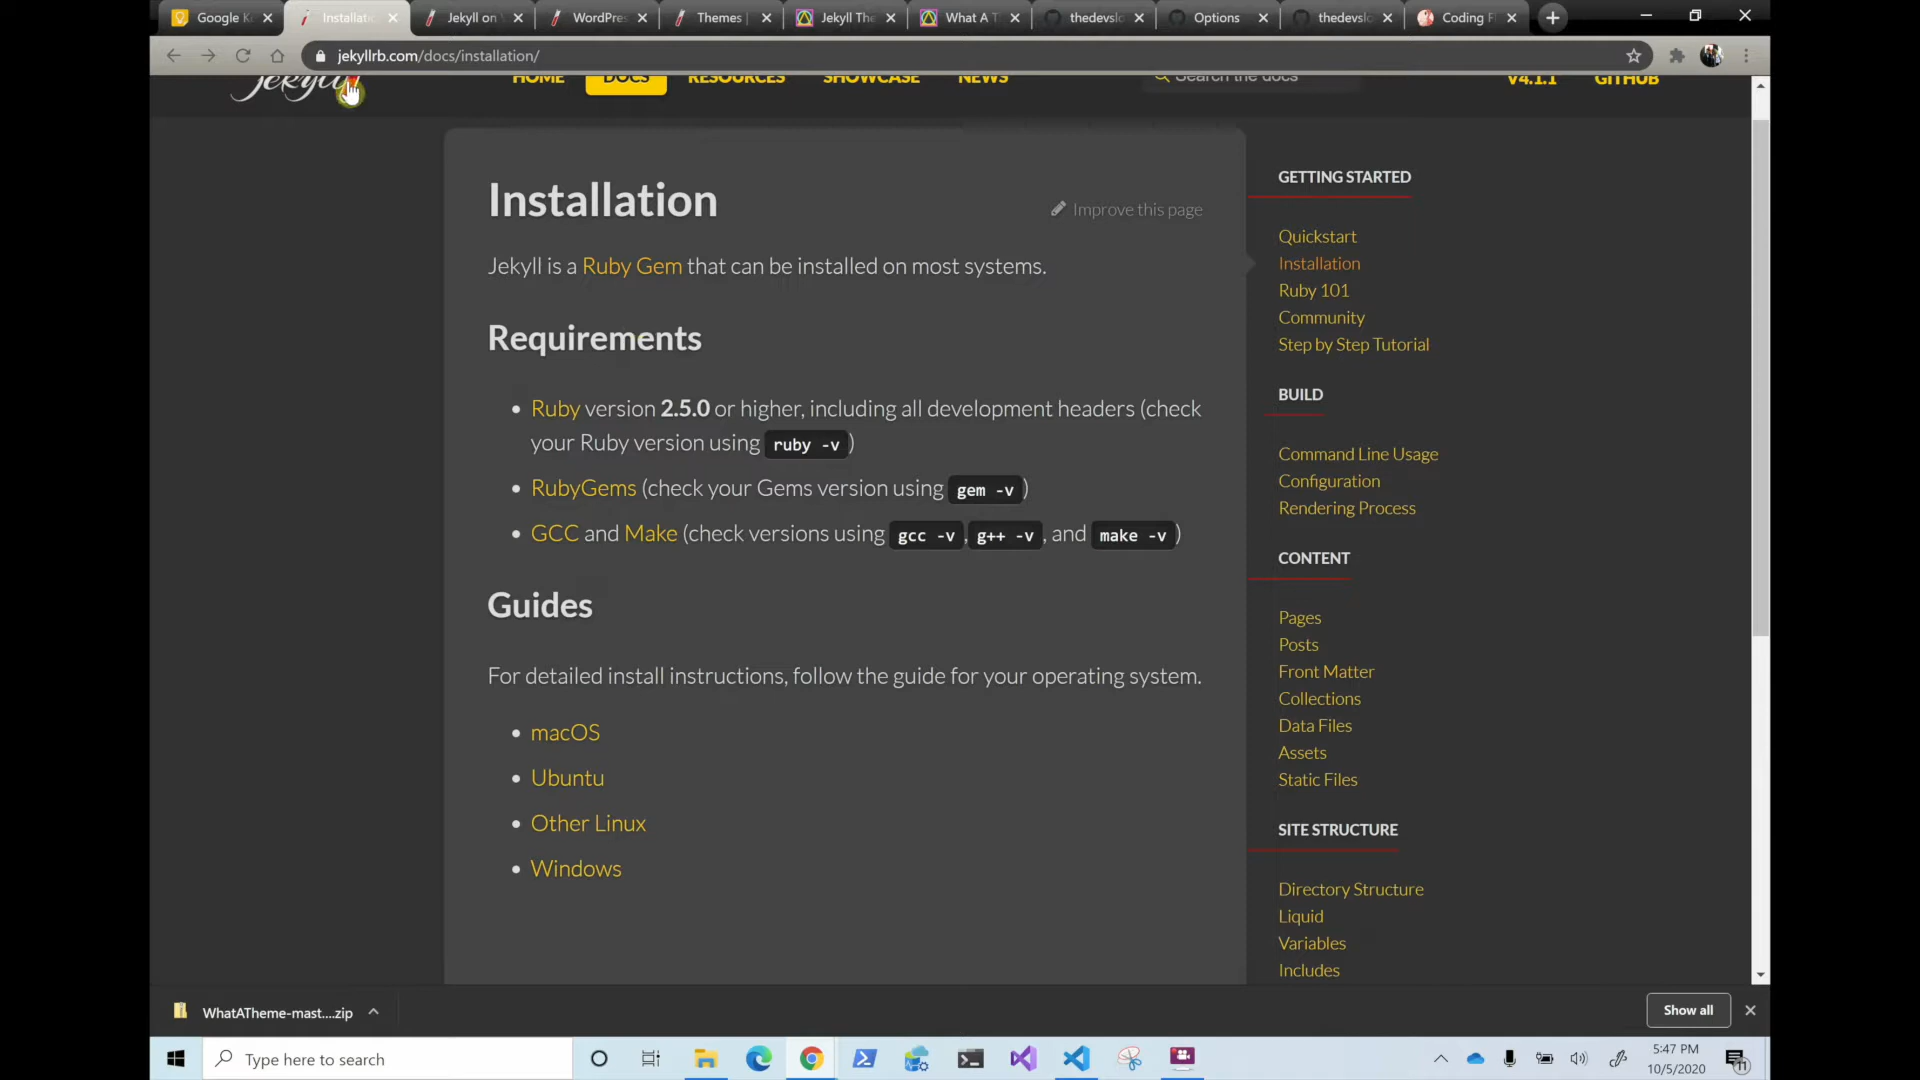 Google K
Installatio
Jekyll on
WordPres
Themes
Jekyll The
What A T
thedevslo
Options
thedevslo
Coding F
jekyllrb.com/docs/installation/
jekyll
HOME
DOCS
RESOURCES
SHOWCASE
NEWS
Search the docs
V4.1.1
GITHUB
Installation
Improve this page
Jekyll is a Ruby Gem that can be installed on most systems.
Requirements
• Ruby version 2.5.0 or higher, including all development headers (check
your Ruby version using ruby -v)
• RubyGems (check your Gems version using gem -v)
• GCC and Make (check versions using gcc -v, g++ -v, and make -v)
Guides
For detailed install instructions, follow the guide for your operating system.
• macOS
• Ubuntu
• Other Linux
• Windows
GETTING STARTED
Quickstart
Installation
Ruby 101
Community
Step by Step Tutorial
BUILD
Command Line Usage
Configuration
Rendering Process
CONTENT
Pages
Posts
Front Matter
Collections
Data Files
Assets
Static Files
SITE STRUCTURE
Directory Structure
Liquid
Variables
Includes
WhatATheme-mast....zip
Show all
Type here to search
5:47 PM
10/5/2020
11